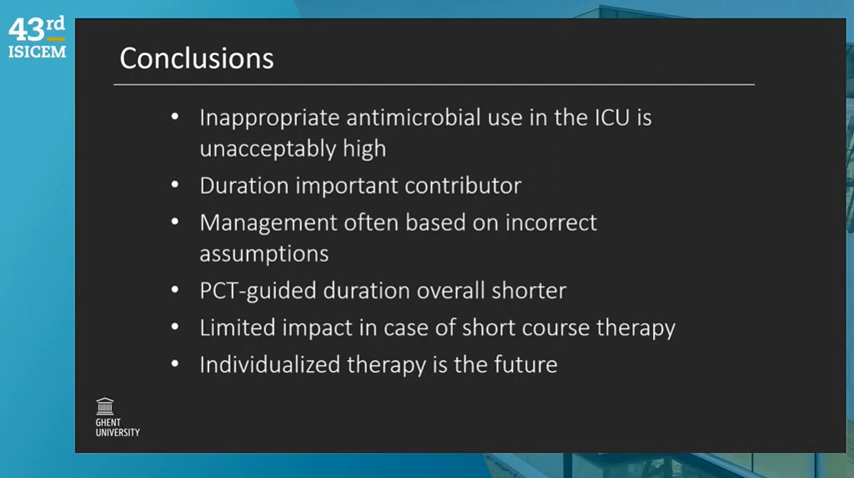 43rd
ISICEM
Conclusions
• Inappropriate antimicrobial use in the ICU is
unacceptably high
• Duration important contributor
• Management often based on incorrect
assumptions
• PCT-guided duration overall shorter
• Limited impact in case of short course therapy
• Individualized therapy is the future
GHENT
UNIVERSITY